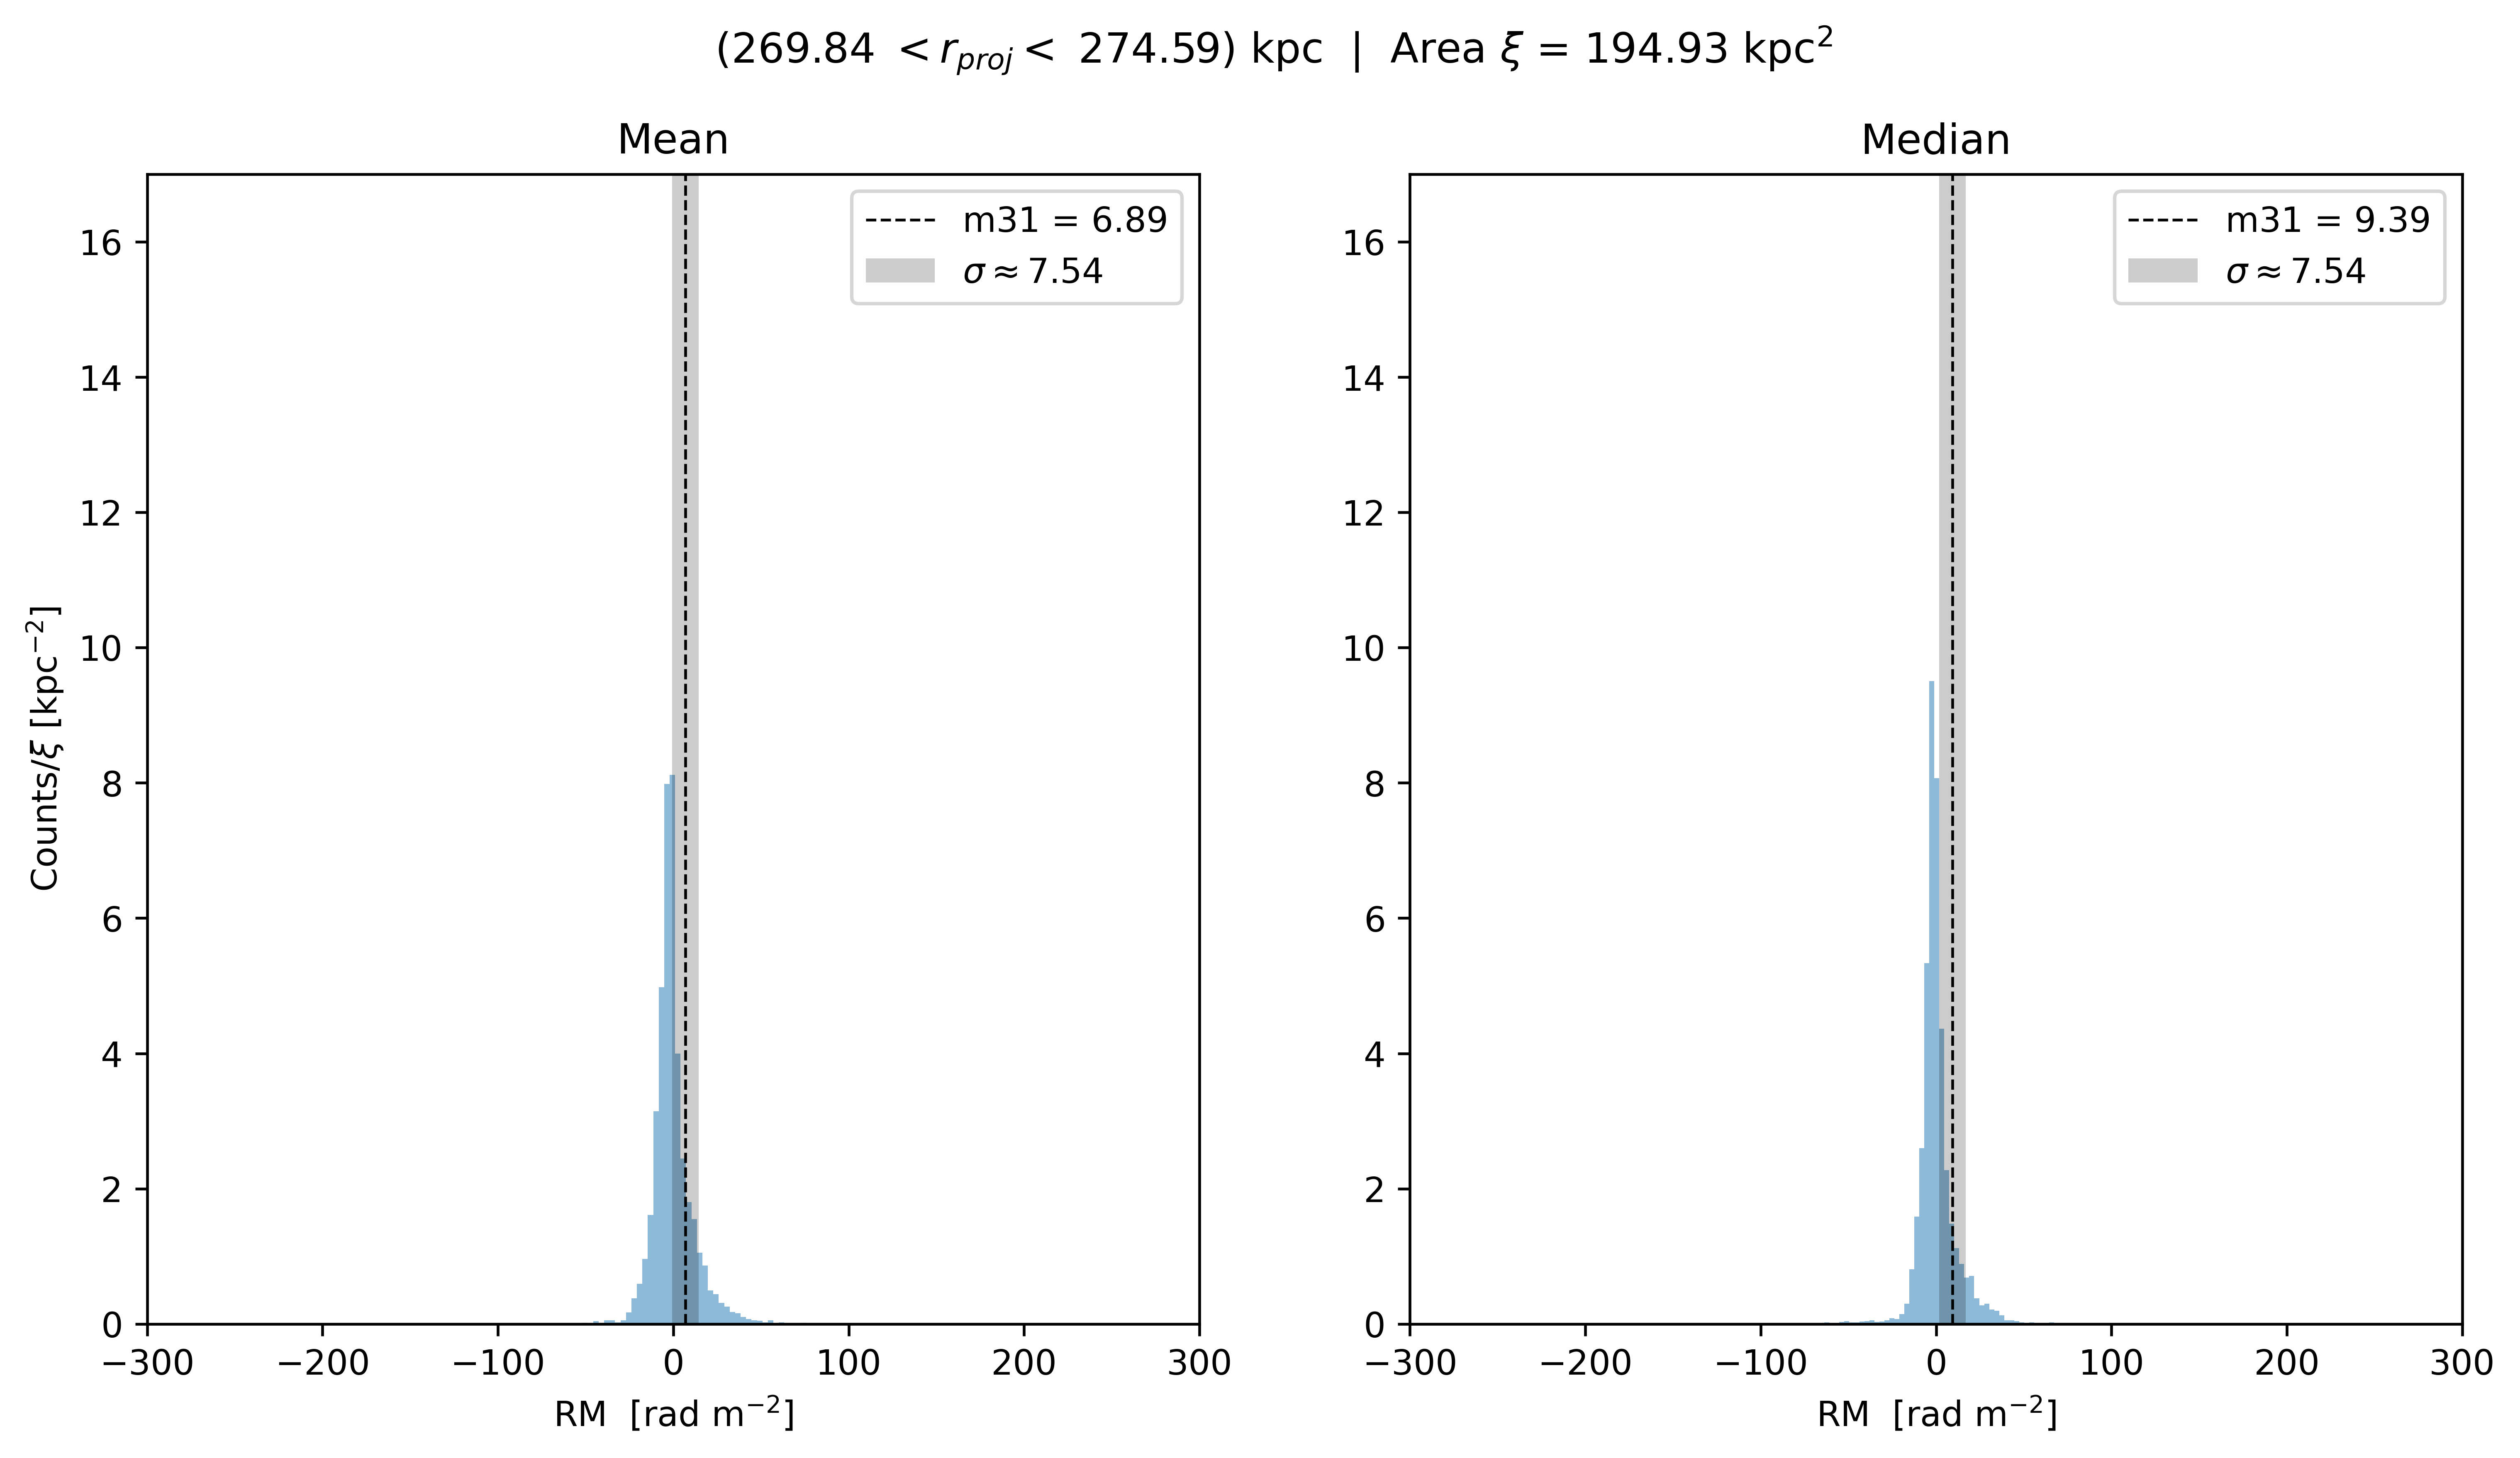 (269.84 < r_proj < 274.59) kpc | Area ξ = 194.93 kpc²
Mean
m31 = 6.89
σ ≈ 7.54
16
14
12
10
8
6
4
2
0
Counts/ξ [kpc⁻²]
−300 −200 −100 0 100 200 300
RM [rad m⁻²]
Median
m31 = 9.39
σ ≈ 7.54
16
14
12
10
8
6
4
2
0
−300 −200 −100 0 100 200 300
RM [rad m⁻²]